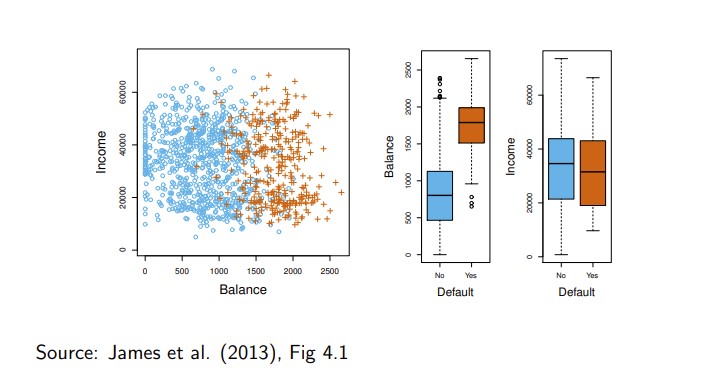 Income
0
20000
40000
60000
0
500
1000
1500
2000
2500
Balance
Balance
0
500
1000
1500
2000
2500
No
Yes
Default
Income
0
20000
40000
60000
No
Yes
Default
Source: James et al. (2013), Fig 4.1